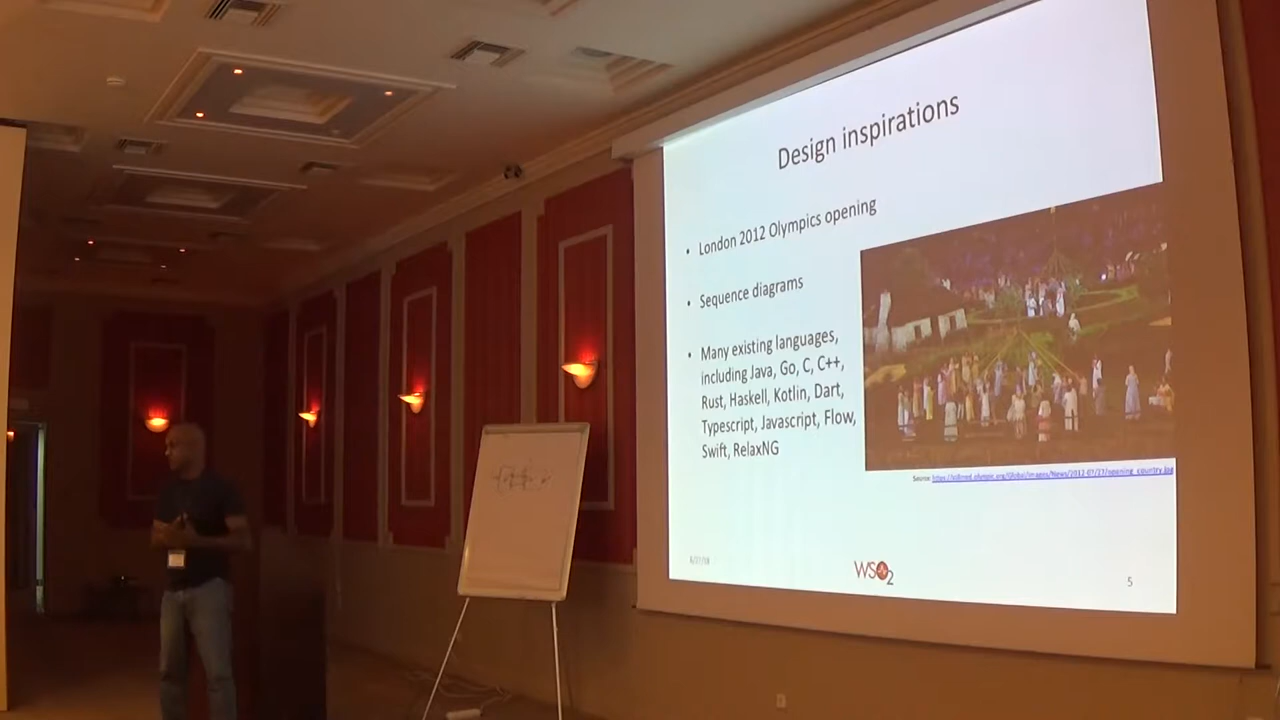 Design inspirations
• London 2012 Olympics opening
• Sequence diagrams
• Many existing languages,
including Java, Go, C, C++,
Rust, Haskell, Kotlin, Dart,
Typescript, Javascript, Flow,
Swift, RelaxNG
Source:
WSO2
5